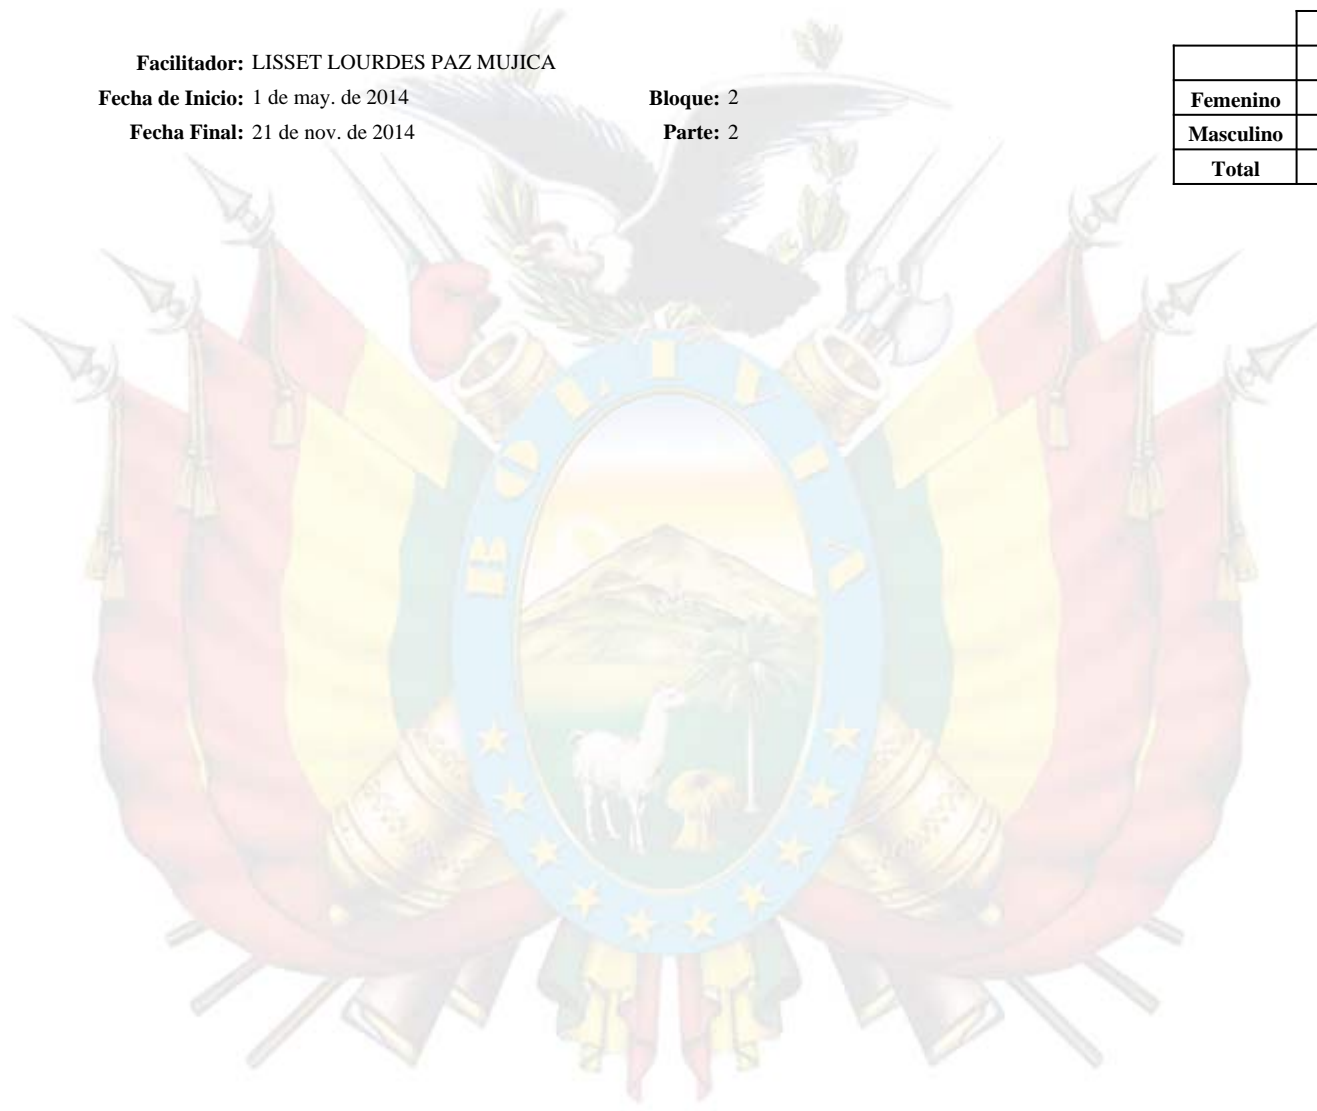 Facilitador: LISSET LOURDES PAZ MUJICA
Fecha de Inicio: 1 de may. de 2014
Bloque: 2
Fecha Final: 21 de nov. de 2014
Parte: 2
Femenino
Masculino
Total
BOLIVIA